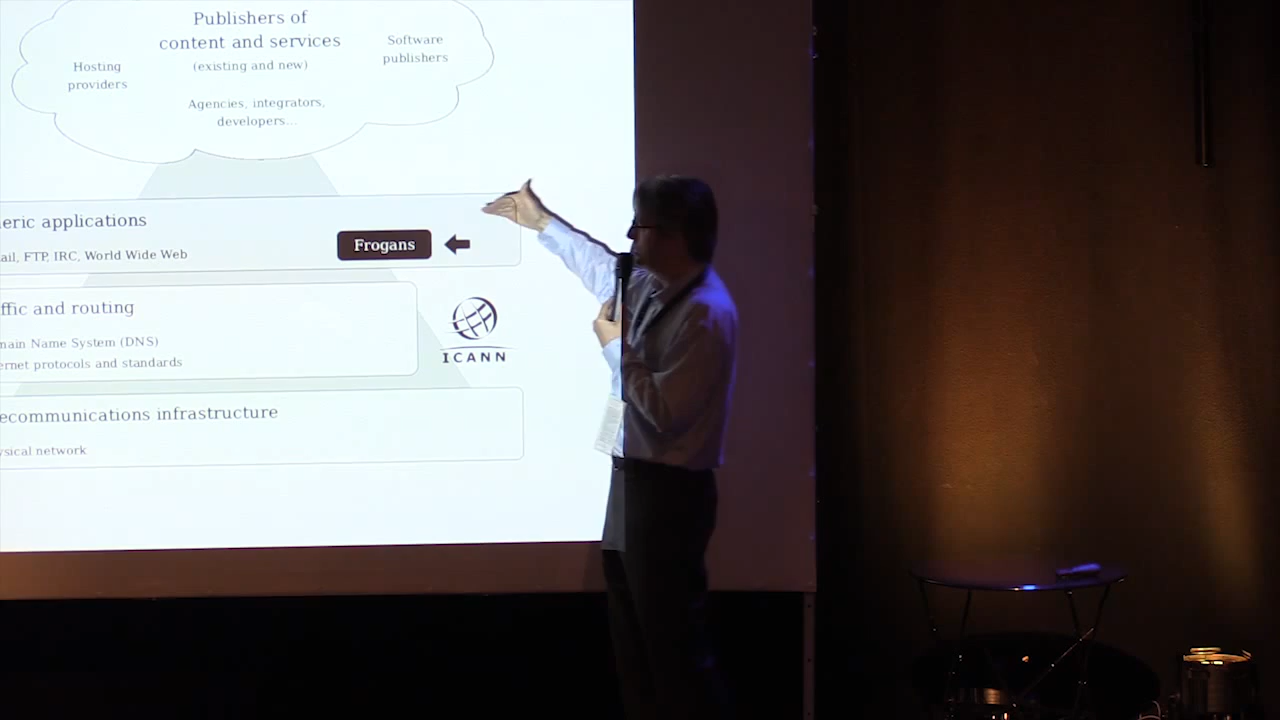 Publishers of
content and services
(existing and new)
Hosting
providers
Software
publishers
Agencies, integrators,
developers...
eric applications
ail, FTP, IRC, World Wide Web
Frogans
ffic and routing
main Name System (DNS)
ernet protocols and standards
ICANN
ecommunications infrastructure
ysical network